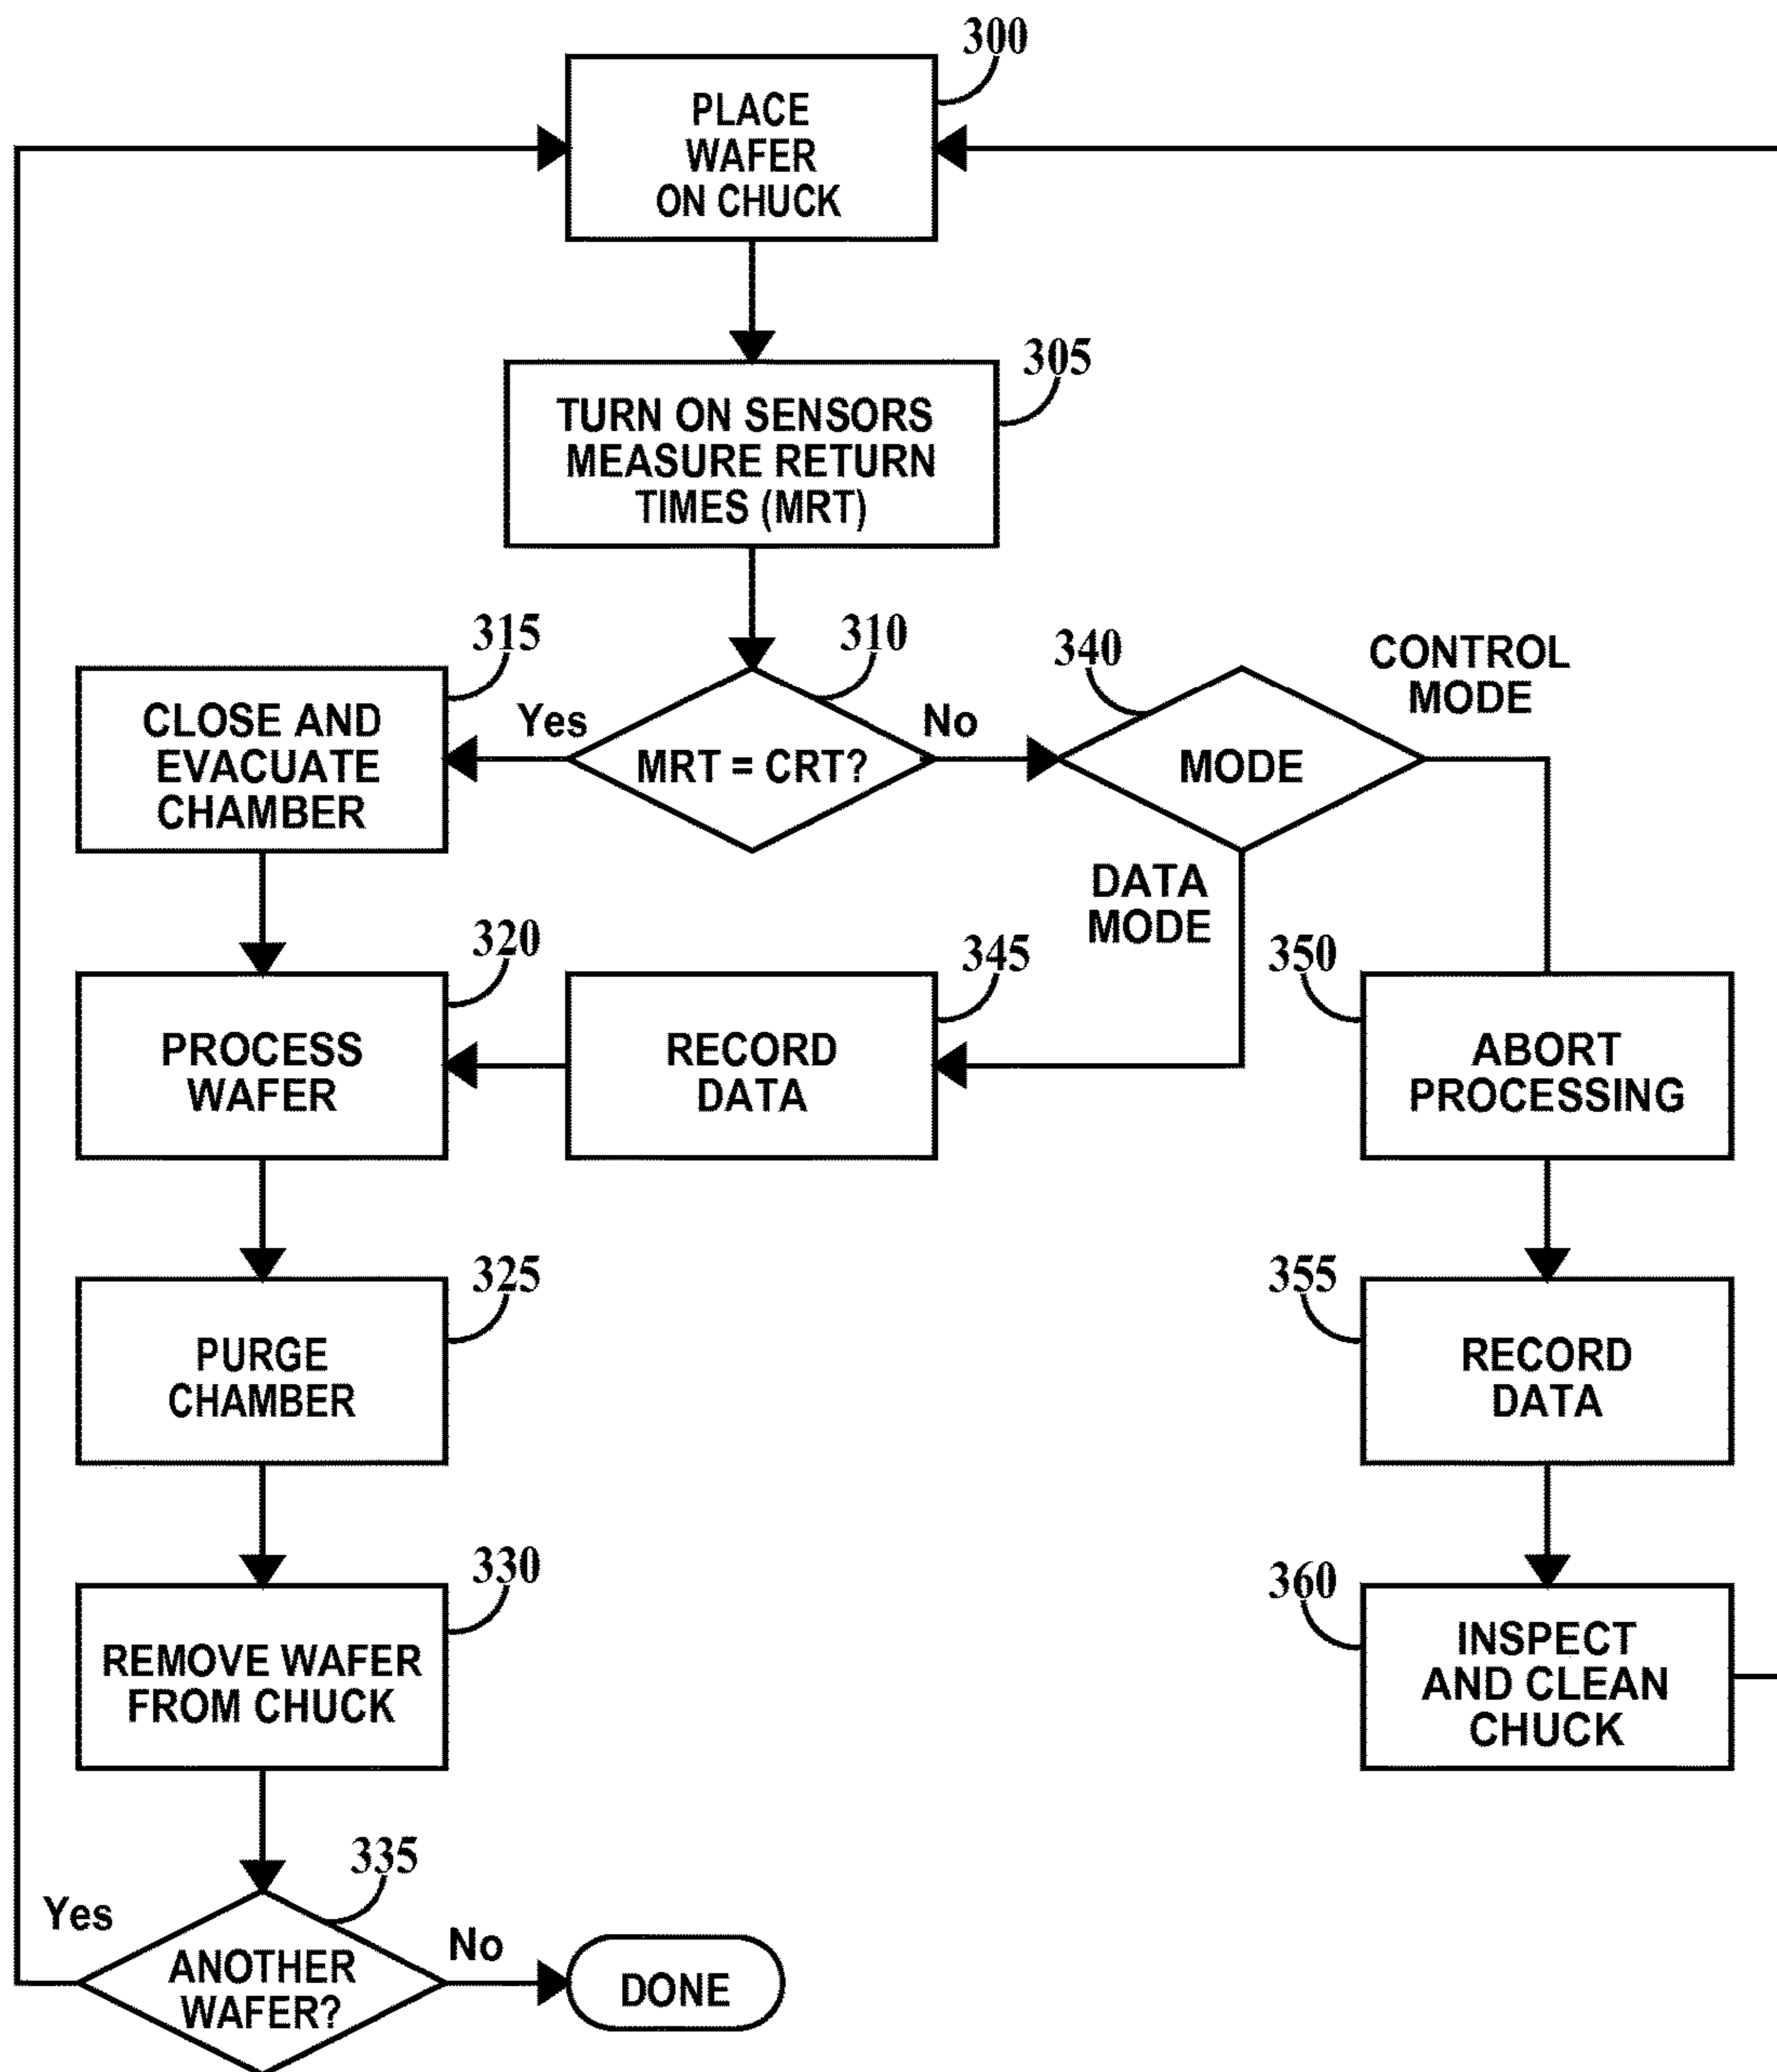 300
PLACE
WAFER
ON CHUCK
305
TURN ON SENSORS
MEASURE RETURN
TIMES (MRT)
315
310
340
CONTROL
MODE
CLOSE AND
EVACUATE
CHAMBER
Yes
MRT = CRT?
No
MODE
DATA
MODE
320
345
350
PROCESS
WAFER
RECORD
DATA
ABORT
PROCESSING
325
355
PURGE
CHAMBER
RECORD
DATA
330
360
REMOVE WAFER
FROM CHUCK
INSPECT
AND CLEAN
CHUCK
335
Yes
ANOTHER
WAFER?
No
DONE